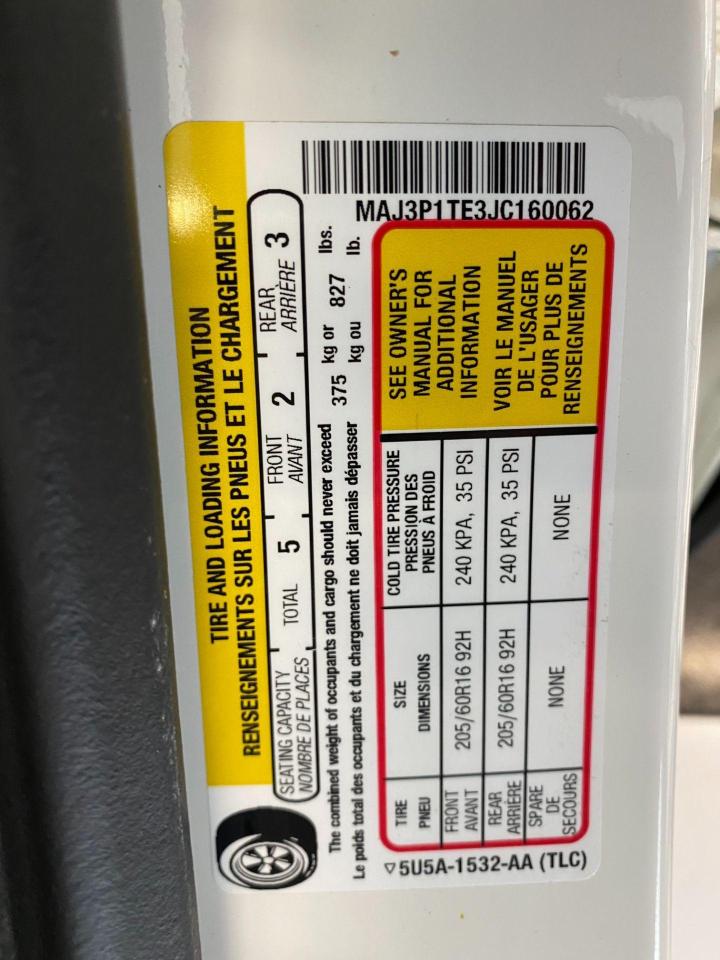 TIRE AND LOADING INFORMATION
RENSEIGNEMENTS SUR LES PNEUS ET LE CHARGEMENT
SEATING CAPACITY TOTAL 5 FRONT 2 REAR 3
NOMBRE DE PLACES AVANT ARRIÈRE
The combined weight of occupants and cargo should never exceed 375 kg or 827 lbs.
Le poids total des occupants et du chargement ne doit jamais dépasser kg ou lb.
MAJ3P1TE3JC160062
TIRE SIZE COLD TIRE PRESSURE
PNEU DIMENSIONS PRESSION DES
PNEUS À FROID
FRONT 205/60R16 92H 240 KPA, 35 PSI
AVANT
REAR 205/60R16 92H 240 KPA, 35 PSI
ARRIÈRE
SPARE NONE NONE
DE
SECOURS
SEE OWNER'S
MANUAL FOR
ADDITIONAL
INFORMATION
VOIR LE MANUEL
DE L'USAGER
POUR PLUS DE
RENSEIGNEMENTS
5U5A-1532-AA (TLC)